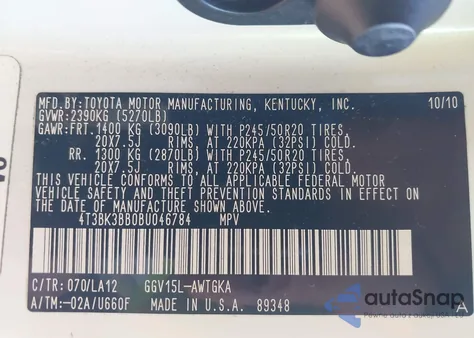 MFD.BY:TOYOTA MOTOR MANUFACTURING, KENTUCKY, INC. 10/10
GVWR:2390KG (5270LB)
GAWR:FRT.1400 KG (3090LB) WITH P245/50R20 TIRES,
20X7.5J RIMS, AT 220KPA (32PSI) COLD.
RR. 1300 KG (2870LB) WITH P245/50R20 TIRES,
20X7.5J RIMS, AT 220KPA (32PSI) COLD.
THIS VEHICLE CONFORMS TO ALL APPLICABLE FEDERAL MOTOR
VEHICLE SAFETY AND THEFT PREVENTION STANDARDS IN EFFECT
ON THE DATE OF MANUFACTURE SHOWN ABOVE.
4T3BK3BB0BU046784 MPV
C/TR:070/LA12 GGV15L-AWTGKA
A/TM:-02A/U660F MADE IN U.S.A. 89348
A
autoSnap